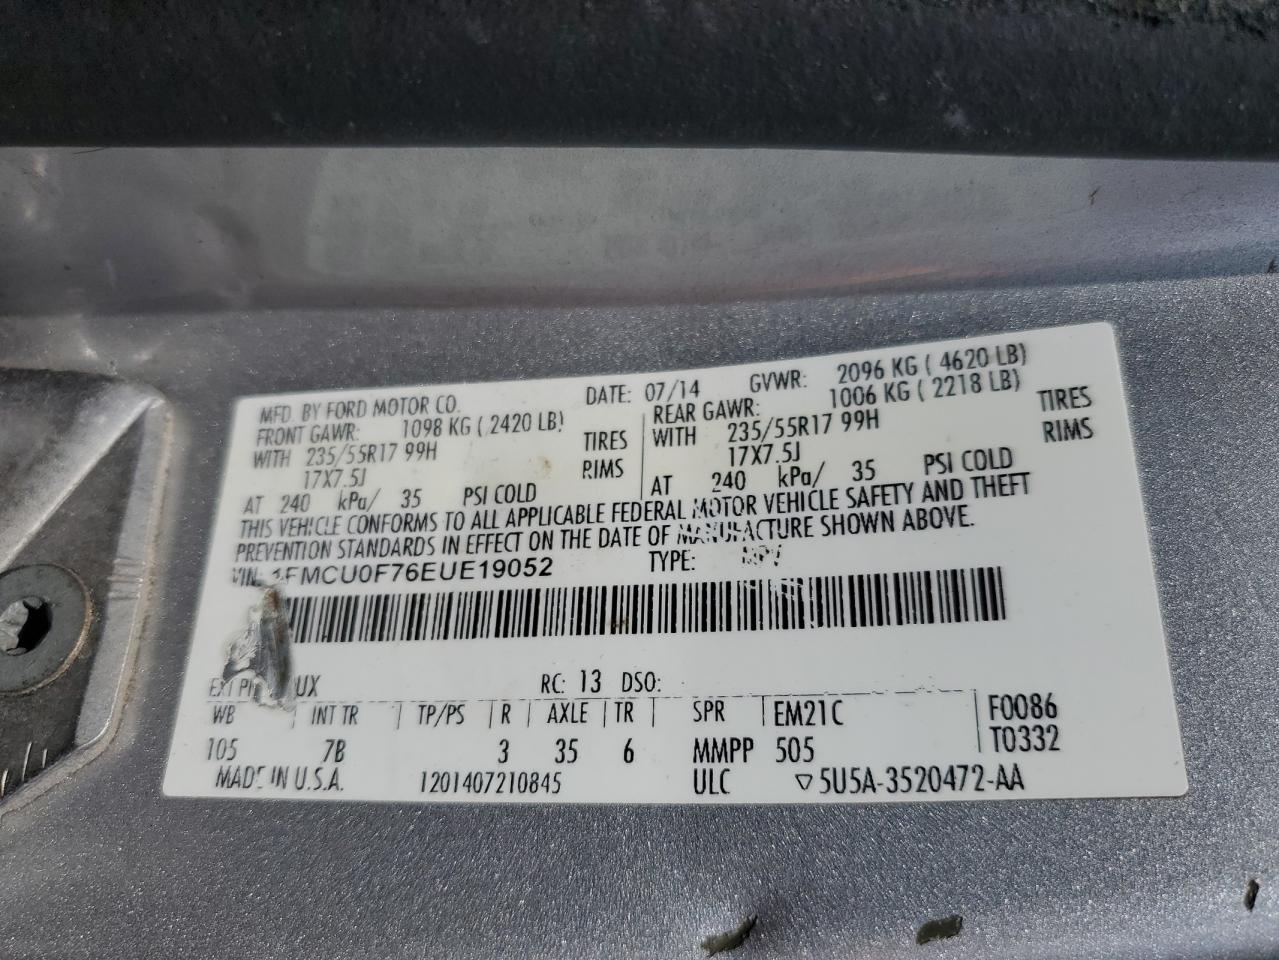 MFD. BY FORD MOTOR CO. DATE: 07/14 GVWR: 2096 KG ( 4620 LB)
FRONT GAWR: 1098 KG ( 2420 LB) REAR GAWR: 1006 KG ( 2218 LB)
WITH 235/55R17 99H TIRES WITH 235/55R17 99H TIRES
17X7.5J RIMS 17X7.5J RIMS
AT 240 kPa/ 35 PSI COLD AT 240 kPa/ 35 PSI COLD
THIS VEHICLE CONFORMS TO ALL APPLICABLE FEDERAL MOTOR VEHICLE SAFETY AND THEFT
PREVENTION STANDARDS IN EFFECT ON THE DATE OF MANUFACTURE SHOWN ABOVE.
VIN: 1FMCU0F76EUE19052 TYPE: MPV
UX RC: 13 DSO:
WB INT TR TP/PS R AXLE TR SPR EM21C F0086
105 7B 3 35 6 MMPP 505 T0332
MADE IN U.S.A. 1201407210845 ULC ▽5U5A-3520472-AA